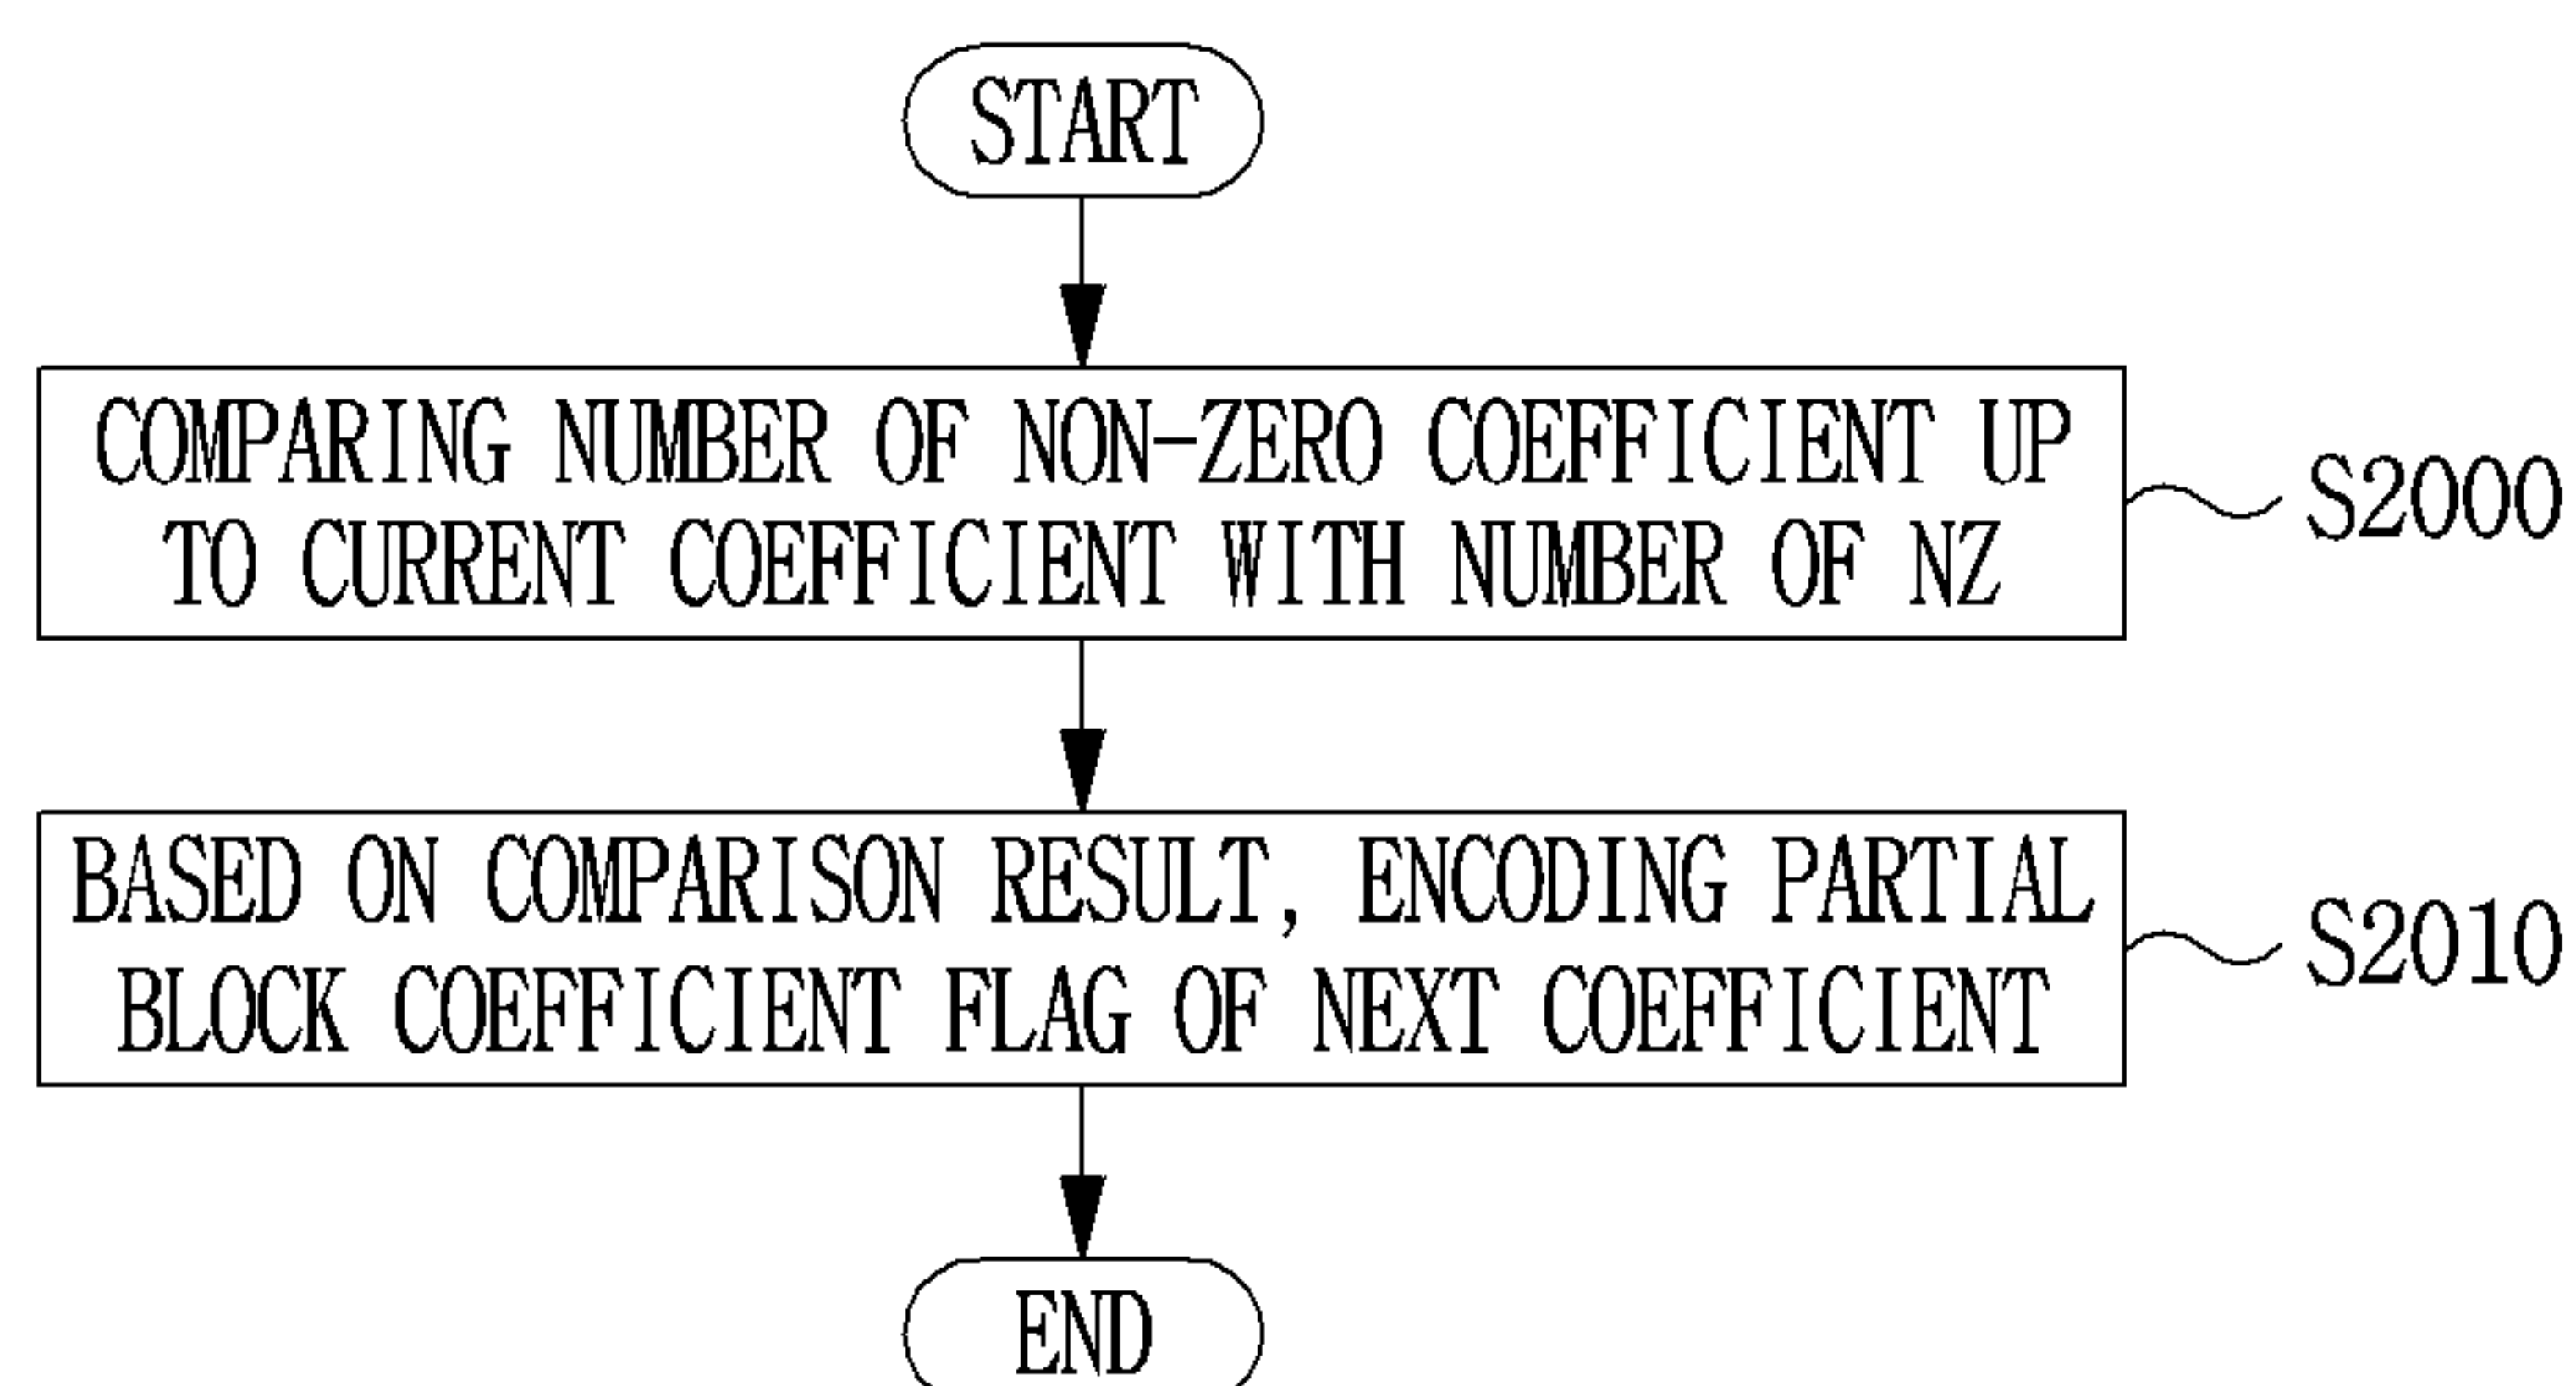 START
COMPARING NUMBER OF NON-ZERO COEFFICIENT UP
TO CURRENT COEFFICIENT WITH NUMBER OF NZ
S2000
BASED ON COMPARISON RESULT, ENCODING PARTIAL
BLOCK COEFFICIENT FLAG OF NEXT COEFFICIENT
S2010
END